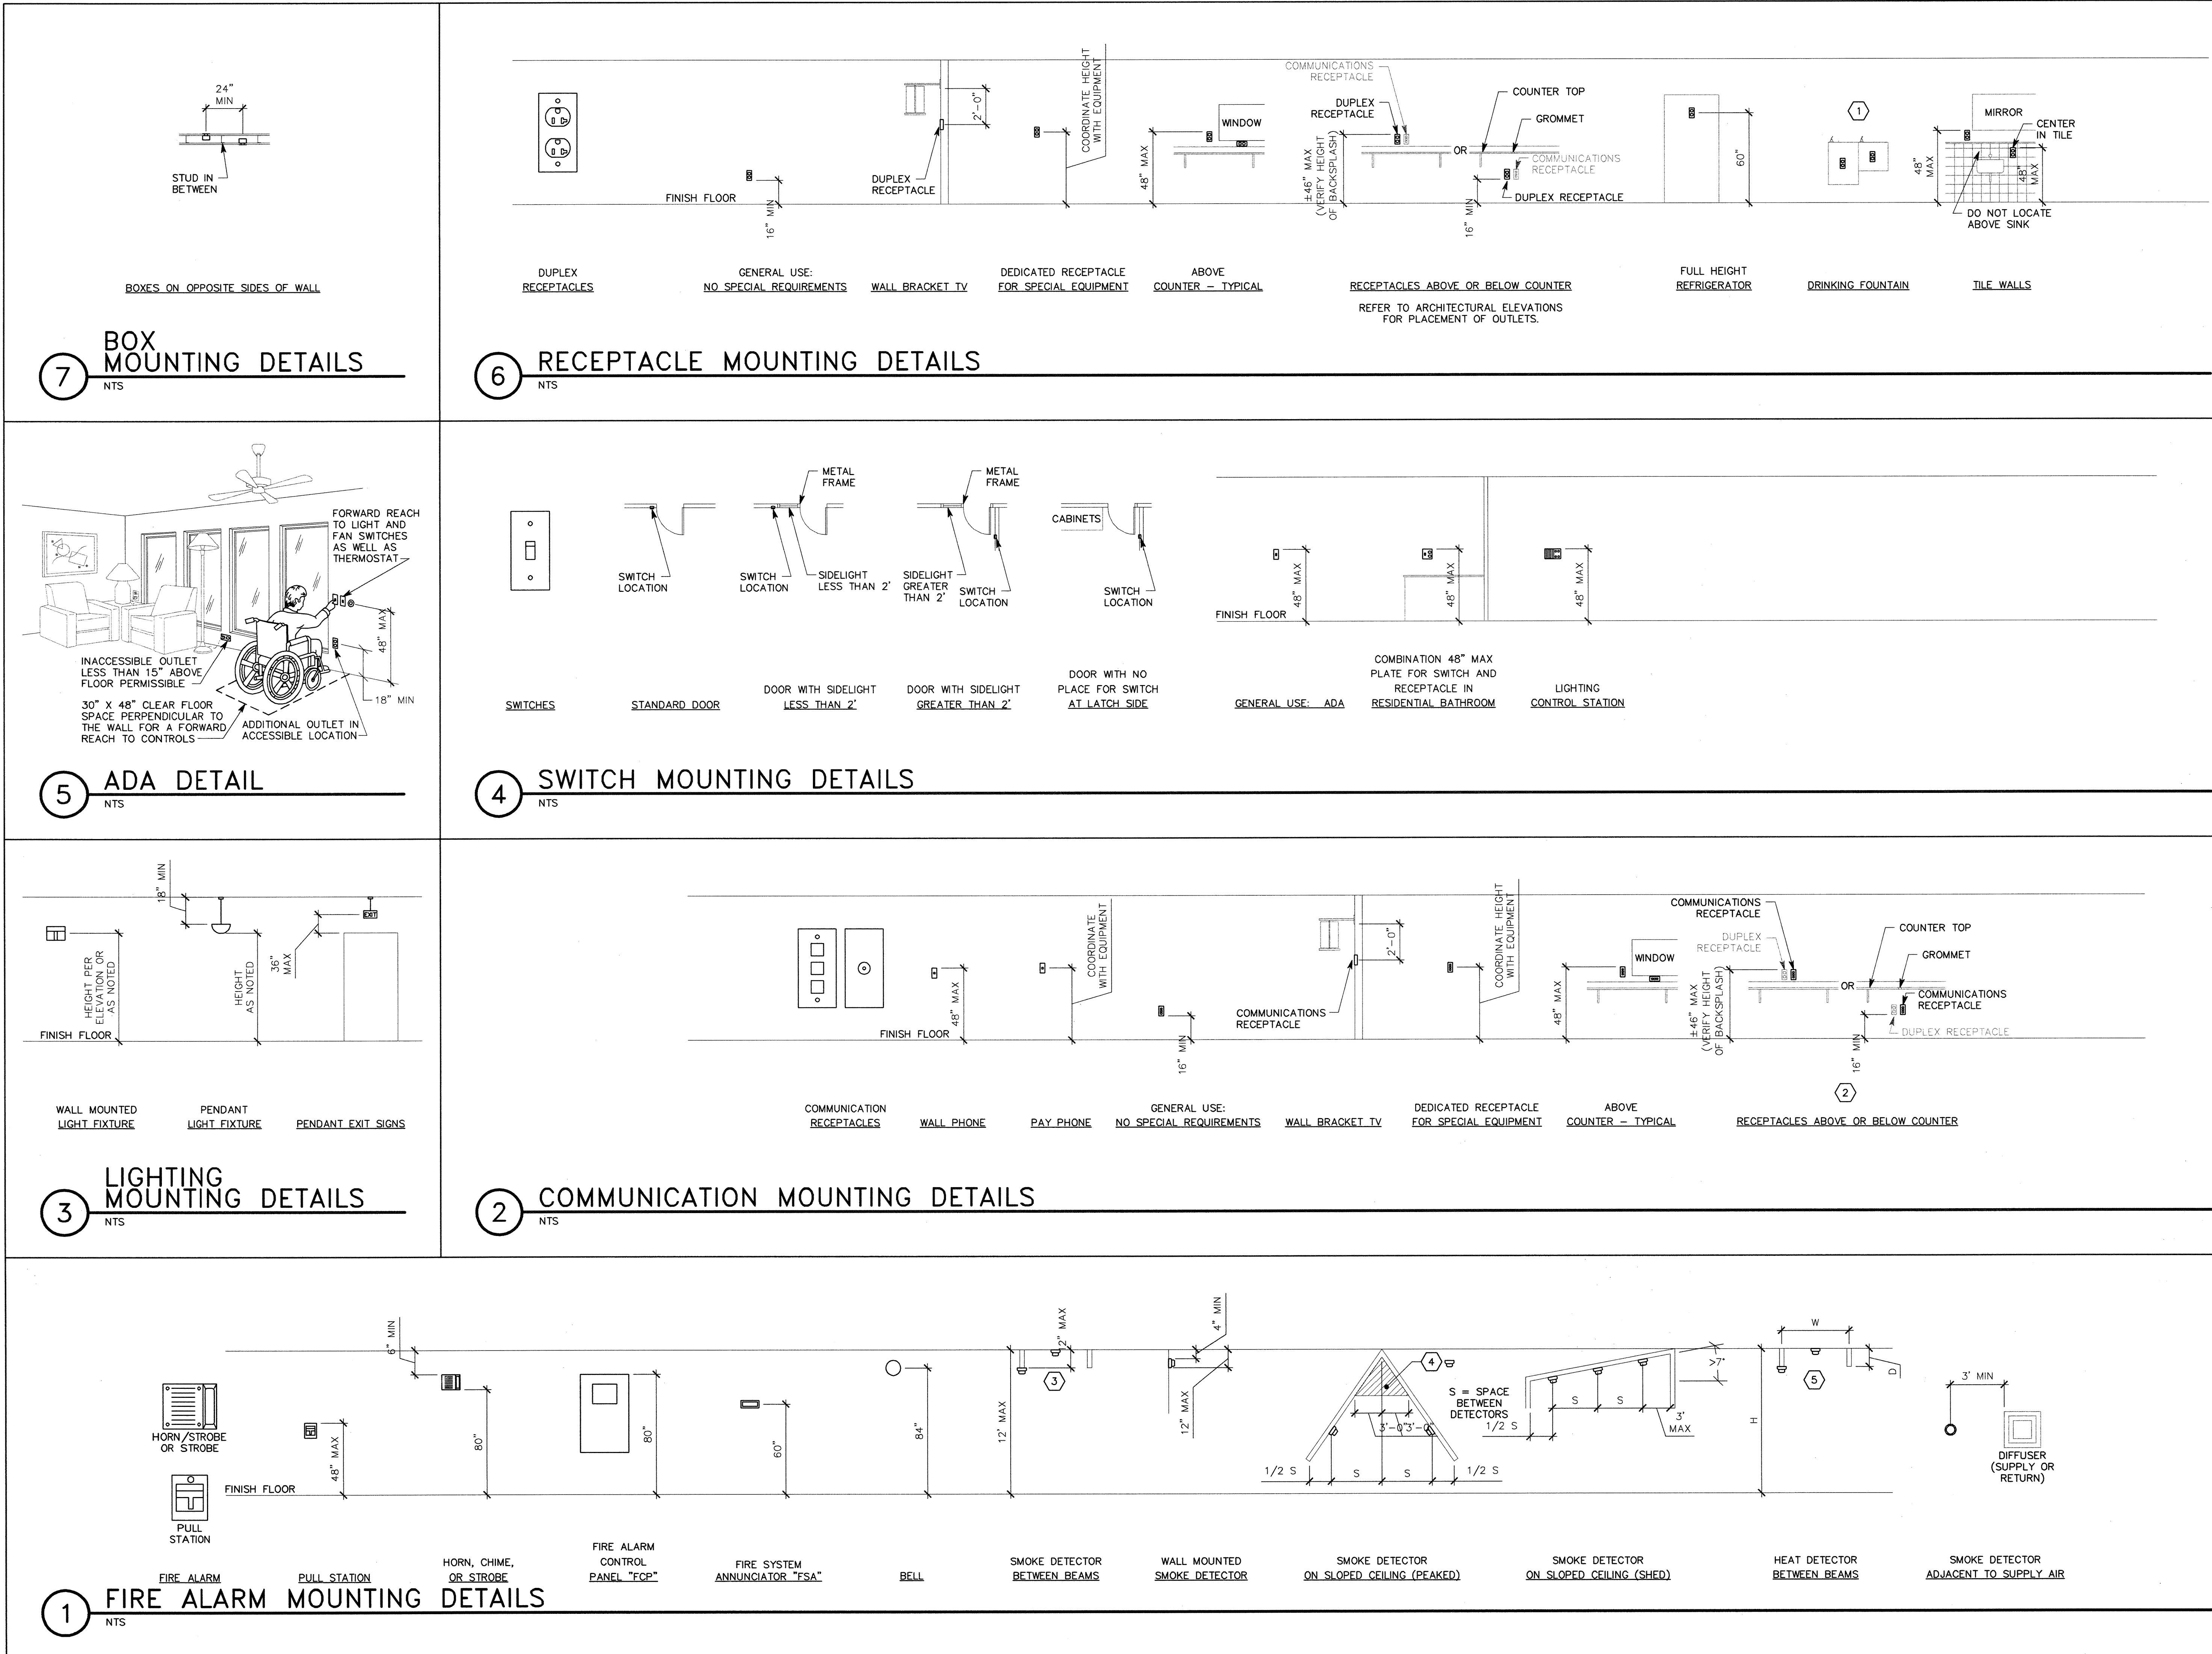 24"
MIN
STUD IN
BETWEEN
BOXES ON OPPOSITE SIDES OF WALL
7
BOX
MOUNTING DETAILS
NTS
FINISH FLOOR
16" MIN
DUPLEX
RECEPTACLE
2'-0"
COORDINATE HEIGHT
WITH EQUIPMENT
48" MAX
WINDOW
COMMUNICATIONS
RECEPTACLE
DUPLEX
RECEPTACLE
±46" MAX
(VERIFY HEIGHT
OF BACKSPLASH)
OR
COUNTER TOP
GROMMET
COMMUNICATIONS
RECEPTACLE
DUPLEX RECEPTACLE
16" MIN
60"
1
MIRROR
CENTER
IN TILE
48"
MAX
48"
MAX
DO NOT LOCATE
ABOVE SINK
DUPLEX
RECEPTACLES
GENERAL USE:
NO SPECIAL REQUIREMENTS
WALL BRACKET TV
DEDICATED RECEPTACLE
FOR SPECIAL EQUIPMENT
ABOVE
COUNTER – TYPICAL
RECEPTACLES ABOVE OR BELOW COUNTER
REFER TO ARCHITECTURAL ELEVATIONS
FOR PLACEMENT OF OUTLETS.
FULL HEIGHT
REFRIGERATOR
DRINKING FOUNTAIN
TILE WALLS
6
RECEPTACLE MOUNTING DETAILS
NTS
FORWARD REACH
TO LIGHT AND
FAN SWITCHES
AS WELL AS
THERMOSTAT
48" MAX
18" MIN
INACCESSIBLE OUTLET
LESS THAN 15" ABOVE
FLOOR PERMISSIBLE
30" X 48" CLEAR FLOOR
SPACE PERPENDICULAR TO
THE WALL FOR A FORWARD
REACH TO CONTROLS
ADDITIONAL OUTLET IN
ACCESSIBLE LOCATION
5
ADA DETAIL
NTS
SWITCH
LOCATION
METAL
FRAME
SWITCH
LOCATION
SIDELIGHT
LESS THAN 2'
METAL
FRAME
SIDELIGHT
GREATER
THAN 2'
SWITCH
LOCATION
CABINETS
SWITCH
LOCATION
FINISH FLOOR
48" MAX
48" MAX
48" MAX
SWITCHES
STANDARD DOOR
DOOR WITH SIDELIGHT
LESS THAN 2'
DOOR WITH SIDELIGHT
GREATER THAN 2'
DOOR WITH NO
PLACE FOR SWITCH
AT LATCH SIDE
GENERAL USE: ADA
COMBINATION 48" MAX
PLATE FOR SWITCH AND
RECEPTACLE IN
RESIDENTIAL BATHROOM
LIGHTING
CONTROL STATION
4
SWITCH MOUNTING DETAILS
NTS
18" MIN
EXIT
HEIGHT PER
ELEVATION OR
AS NOTED
HEIGHT
AS NOTED
36"
MAX
FINISH FLOOR
WALL MOUNTED
LIGHT FIXTURE
PENDANT
LIGHT FIXTURE
PENDANT EXIT SIGNS
3
LIGHTING
MOUNTING DETAILS
NTS
FINISH FLOOR
48" MAX
COORDINATE
WITH EQUIPMENT
16" MIN
COMMUNICATIONS
RECEPTACLE
2'-0"
COORDINATE HEIGHT
WITH EQUIPMENT
48" MAX
WINDOW
COMMUNICATIONS
RECEPTACLE
DUPLEX
RECEPTACLE
±46" MAX
(VERIFY HEIGHT
OF BACKSPLASH)
OR
COUNTER TOP
GROMMET
COMMUNICATIONS
RECEPTACLE
DUPLEX RECEPTACLE
16" MIN
2
COMMUNICATION
RECEPTACLES
WALL PHONE
PAY PHONE
GENERAL USE:
NO SPECIAL REQUIREMENTS
WALL BRACKET TV
DEDICATED RECEPTACLE
FOR SPECIAL EQUIPMENT
ABOVE
COUNTER – TYPICAL
RECEPTACLES ABOVE OR BELOW COUNTER
2
COMMUNICATION MOUNTING DETAILS
NTS
HORN/STROBE
OR STROBE
PULL
STATION
FINISH FLOOR
48" MAX
6" MIN
80"
80"
60"
84"
12' MAX
12" MAX
3
4" MIN
12" MAX
4
3'-0"
3'-0"
1/2 S
S
S
1/2 S
S = SPACE
BETWEEN
DETECTORS
1/2 S
S
S
>7°
3'
MAX
W
5
D
H
3' MIN
DIFFUSER
(SUPPLY OR
RETURN)
FIRE ALARM
PULL STATION
HORN, CHIME,
OR STROBE
FIRE ALARM
CONTROL
PANEL "FCP"
FIRE SYSTEM
ANNUNCIATOR "FSA"
BELL
SMOKE DETECTOR
BETWEEN BEAMS
WALL MOUNTED
SMOKE DETECTOR
SMOKE DETECTOR
ON SLOPED CEILING (PEAKED)
SMOKE DETECTOR
ON SLOPED CEILING (SHED)
HEAT DETECTOR
BETWEEN BEAMS
SMOKE DETECTOR
ADJACENT TO SUPPLY AIR
1
FIRE ALARM MOUNTING DETAILS
NTS